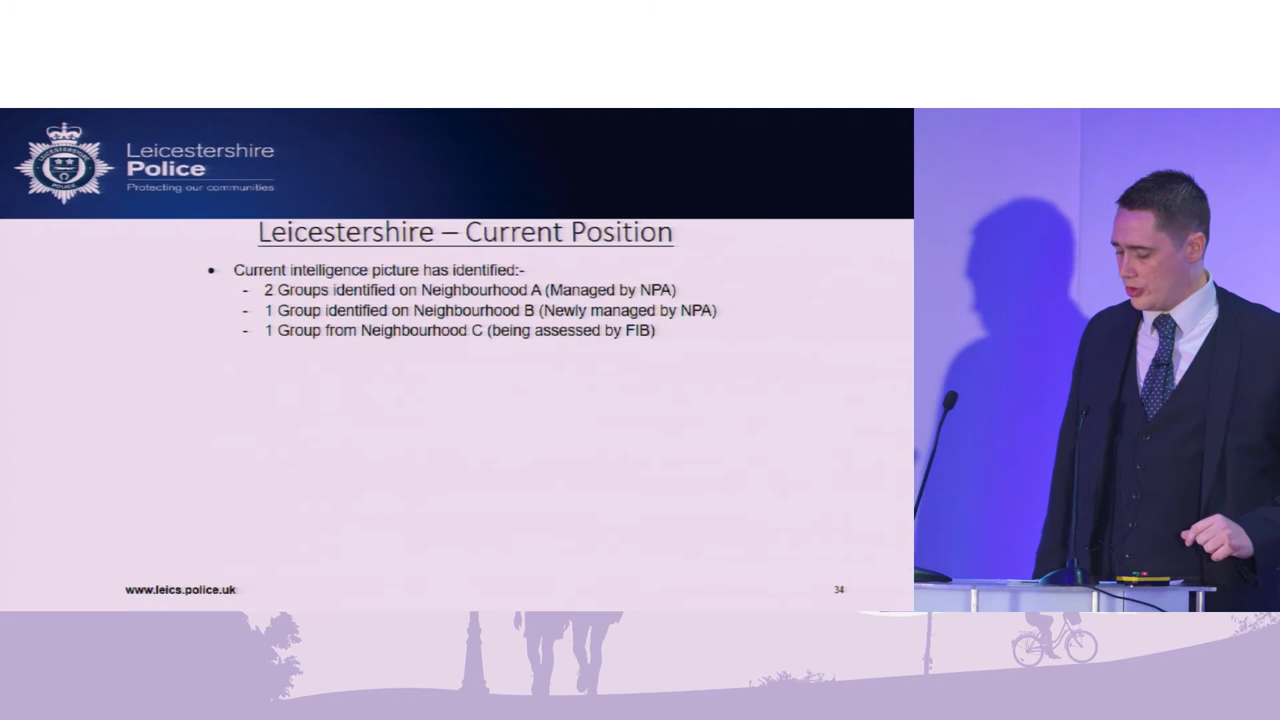 Leicestershire
Police
Protecting our communities
Leicestershire – Current Position
• Current intelligence picture has identified:-
- 2 Groups identified on Neighbourhood A (Managed by NPA)
- 1 Group identified on Neighbourhood B (Newly managed by NPA)
- 1 Group from Neighbourhood C (being assessed by FIB)
www.leics.police.uk
34